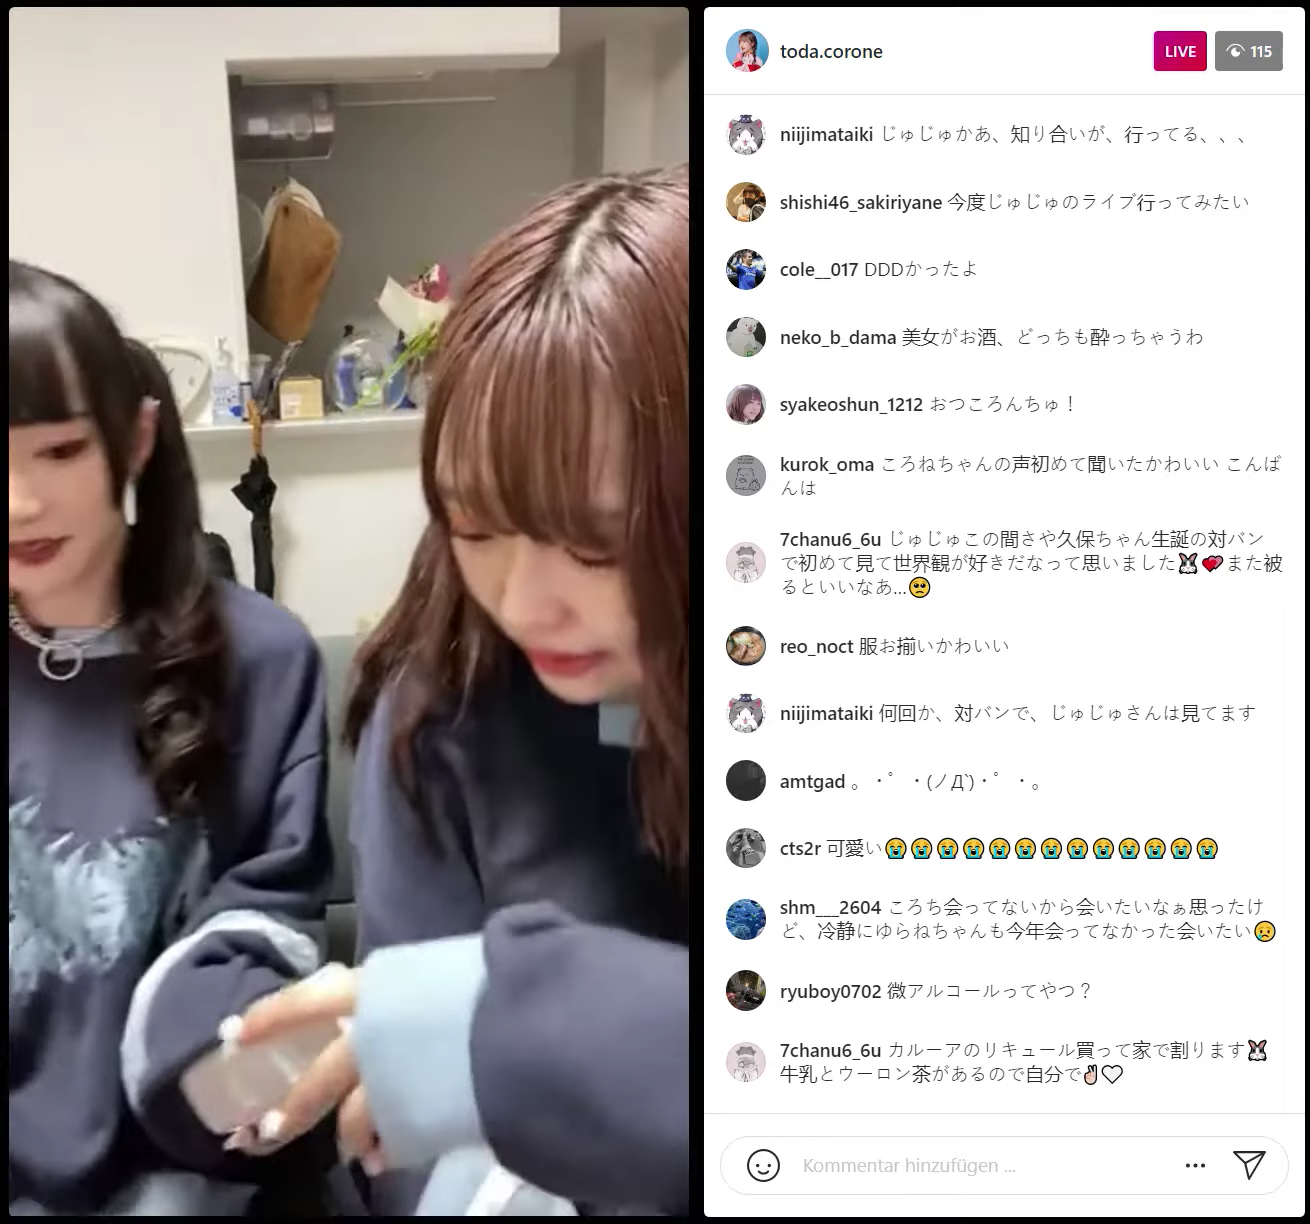 toda.corone
LIVE
115
niijimataiki じゅじゅかあ、知り合いが、行ってる、、、
shishi46_sakiriyane 今度じゅじゅのライブ行ってみたい
cole__017 DDDかったよ
neko_b_dama 美女がお酒、どっちも酔っちゃうわ
syakeoshun_1212 おつころんちゅ！
kurok_oma ころねちゃんの声初めて聞いたかわいい こんば
んは
7chanu6_6u じゅじゅこの間さや久保ちゃん生誕の対バン
で初めて見て世界観が好きだなって思いました🐰💕また被
るといいなあ...🥺
reo_noct 服お揃いかわいい
niijimataiki 何回か、対バンで、じゅじゅさんは見てます
amtgad 。・゜・(ノД`)・゜・。
cts2r 可愛い😭😭😭😭😭😭😭😭😭😭😭😭😭
shm___2604 ころち会ってないから会いたいなぁ思ったけ
ど、冷静にゆらねちゃんも今年会ってなかった会いたい😢
ryuboy0702 微アルコールってやつ？
7chanu6_6u カルーアのリキュール買って家で割ります🐰
牛乳とウーロン茶があるので自分で✌🏻♡
Kommentar hinzufügen ...